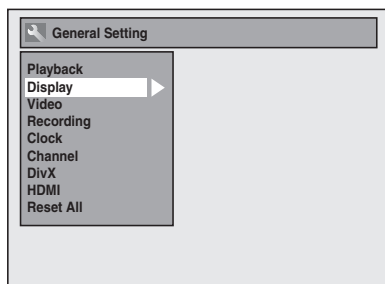 General Setting
Playback
Display
Video
Recording
Clock
Channel
DivX
HDMI
Reset All